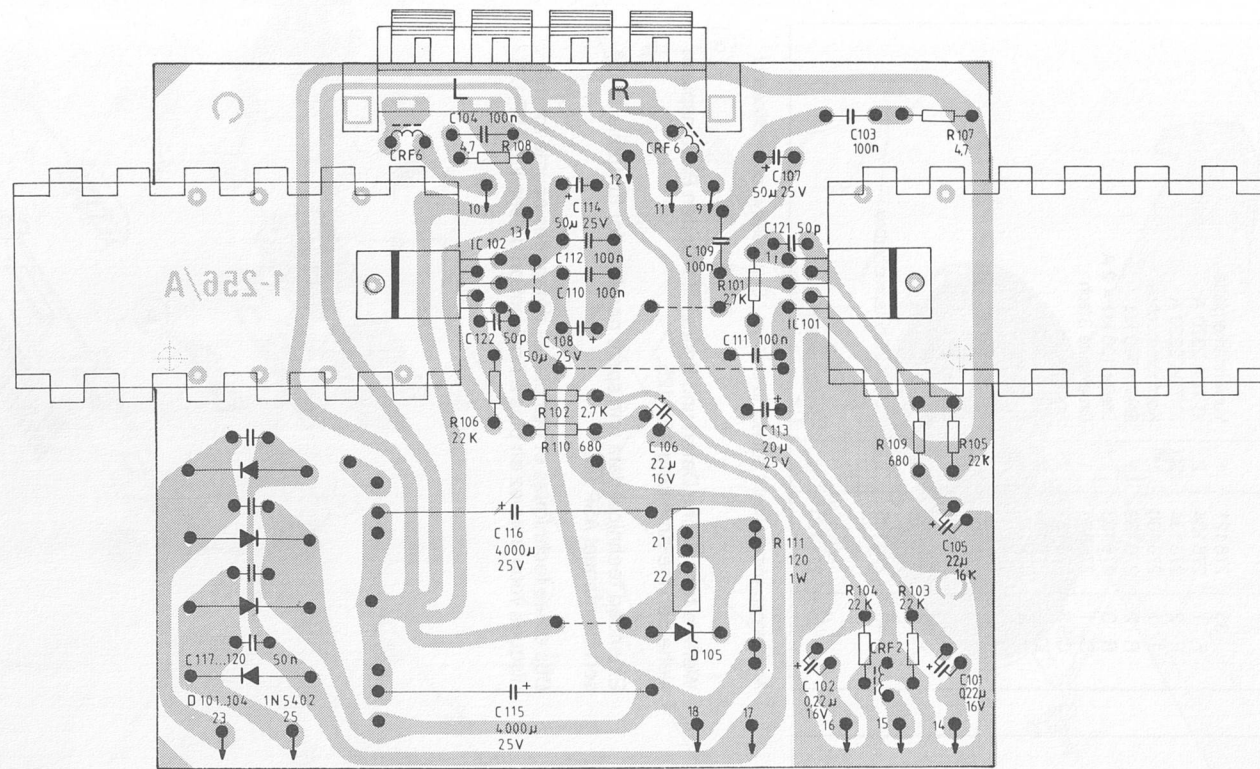 L
R
C104 100n
4,7 R108
CRF6
CRF6
C103
100n
R107
4,7
C107
50µ 25V
12
10
11
9
13
C114
50µ 25V
C121 50p
IC 102
C112 100n
C109
100n
1
1-256/A
C110 100n
R101
2,7K
IC101
C122 50p
C108
50µ 25V
C111 100n
R106
22K
R102 2,7K
R110 680
C106
22µ
16V
C113
20µ
25V
R109
680
R105
22K
C116
4000µ
25V
21
22
R111
120
1W
C105
22µ
16K
R104
22K
R103
22K
D105
CRF2
C117...120 50n
D101...104 1N5402
23
25
C115
4000µ
25V
18
17
C102
0,22µ
16V
C101
0,22µ
16V
16
15
14